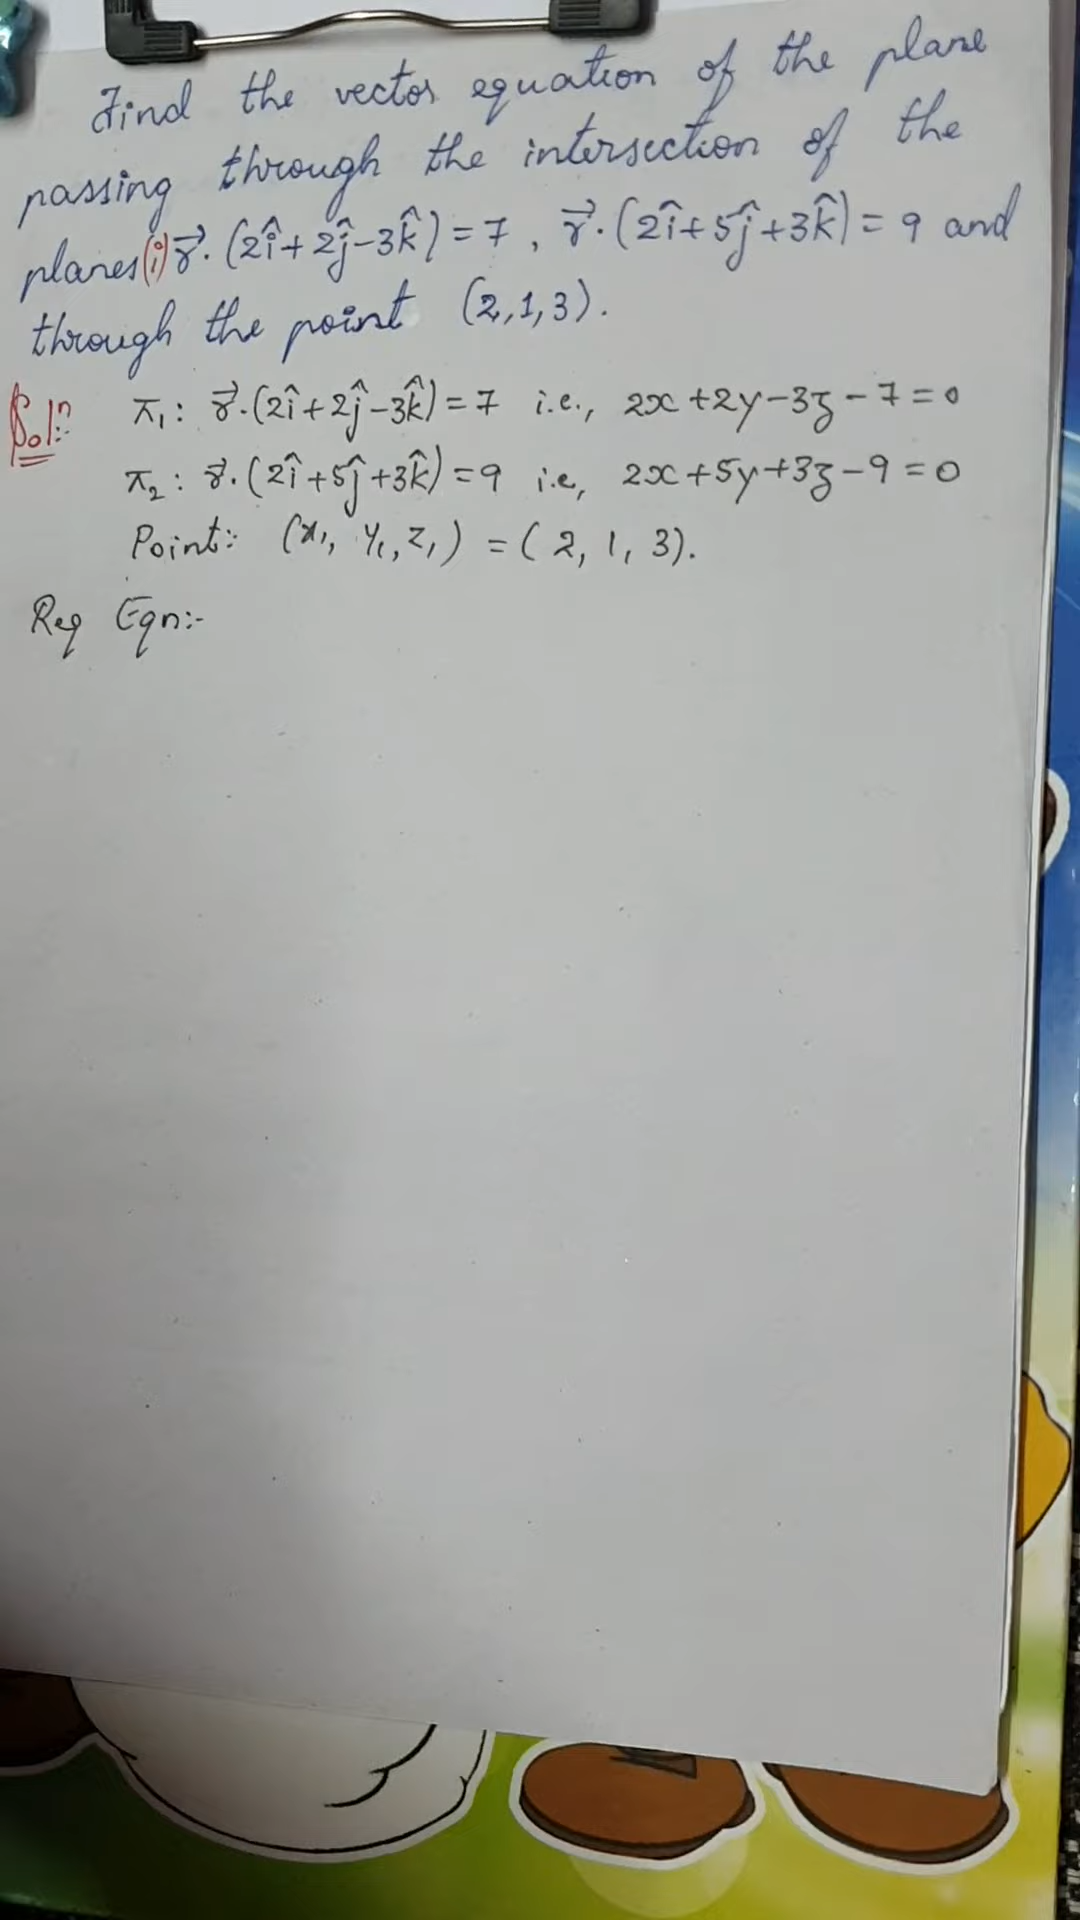 Find the vector equation of the plane
passing through the intersection of the
planes (i) r⃗.(2î+2ĵ-3k̂)=7, r⃗.(2î+5ĵ+3k̂)=9 and
through the point (2,1,3).
Soln:- π₁: r⃗.(2î+2ĵ-3k̂)=7 i.e., 2x+2y-3z-7=0
π₂: r⃗.(2î+5ĵ+3k̂)=9 i.e, 2x+5y+3z-9=0
Point:- (x₁, y₁, z₁) = (2, 1, 3).
Req Eqn:-